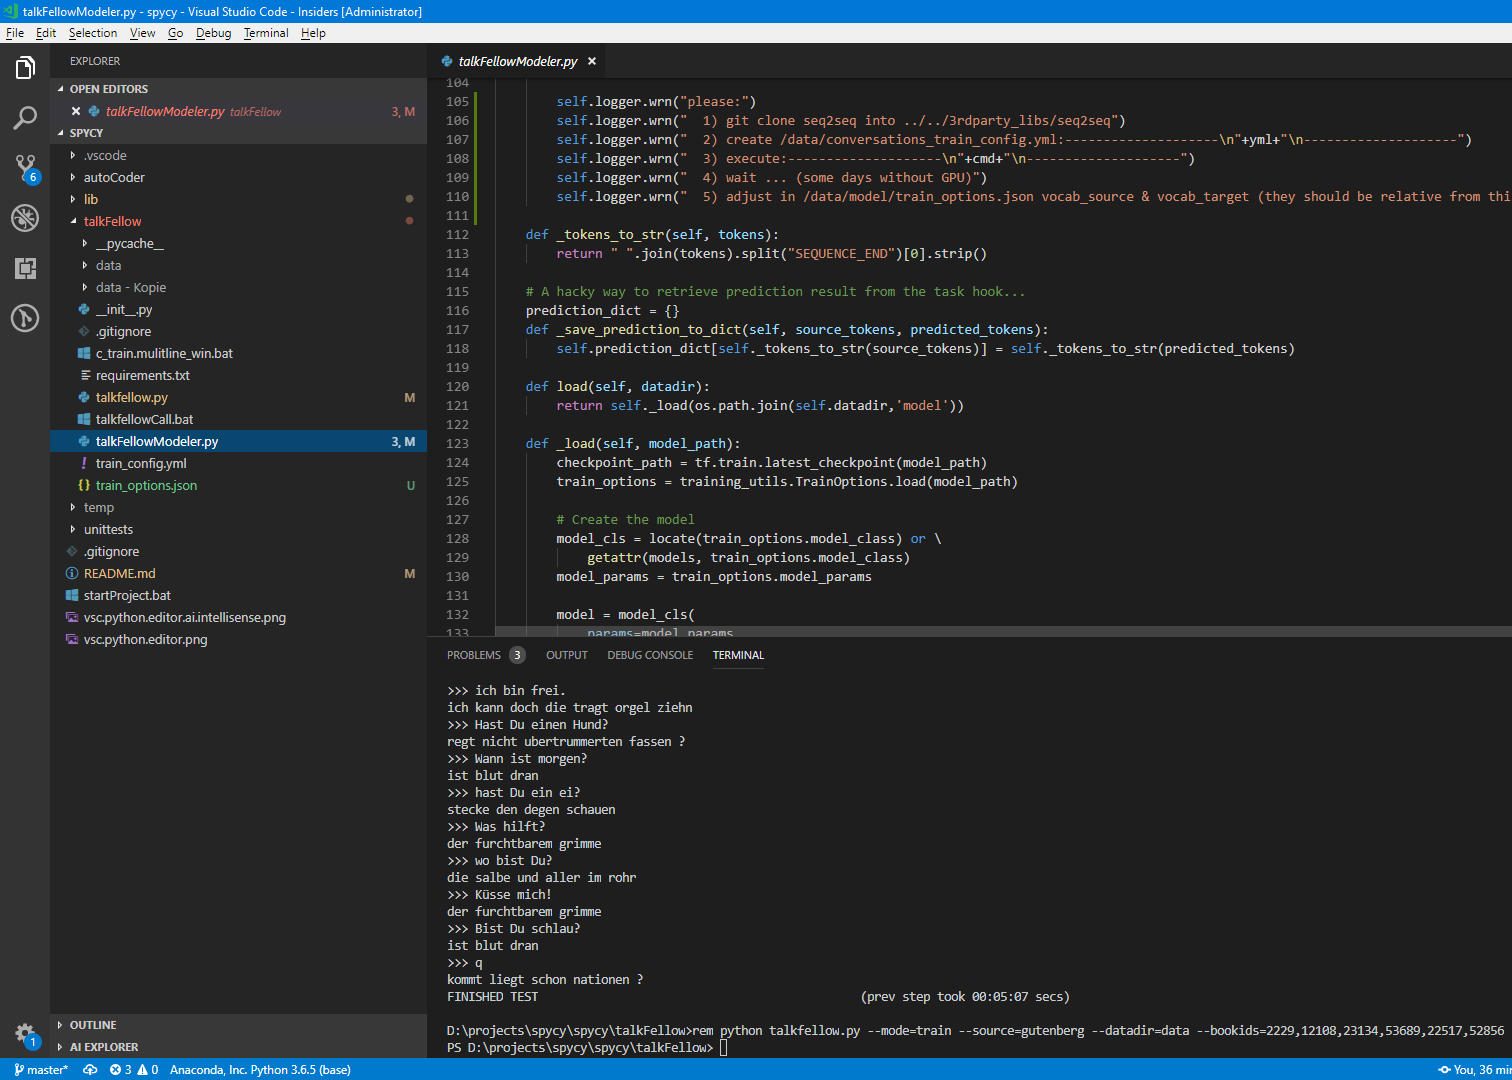 talkFellowModeler.py - spycy - Visual Studio Code - Insiders [Administrator]
File Edit Selection View Go Debug Terminal Help
EXPLORER
OPEN EDITORS
talkFellowModeler.py talkFellow 3, M
SPYCY
.vscode
autoCoder
lib
talkFellow
__pycache__
data
data - Kopie
__init__.py
.gitignore
c_train.mulitline_win.bat
requirements.txt
talkfellow.py M
talkfellowCall.bat
talkFellowModeler.py 3, M
train_config.yml
train_options.json U
temp
unittests
.gitignore
README.md M
startProject.bat
vsc.python.editor.ai.intellisense.png
vsc.python.editor.png
OUTLINE
AI EXPLORER
6
1
talkFellowModeler.py
104
105 self.logger.wrn("please:")
106 self.logger.wrn("  1) git clone seq2seq into ../../3rdparty_libs/seq2seq")
107 self.logger.wrn("  2) create /data/conversations_train_config.yml:--------------------\n"+yml+"\n--------------------")
108 self.logger.wrn("  3) execute:--------------------\n"+cmd+"\n--------------------")
109 self.logger.wrn("  4) wait ... (some days without GPU)")
110 self.logger.wrn("  5) adjust in /data/model/train_options.json vocab_source & vocab_target (they should be relative from thi
111
112 def _tokens_to_str(self, tokens):
113 return " ".join(tokens).split("SEQUENCE_END")[0].strip()
114
115 # A hacky way to retrieve prediction result from the task hook...
116 prediction_dict = {}
117 def _save_prediction_to_dict(self, source_tokens, predicted_tokens):
118 self.prediction_dict[self._tokens_to_str(source_tokens)] = self._tokens_to_str(predicted_tokens)
119
120 def load(self, datadir):
121 return self._load(os.path.join(self.datadir,'model'))
122
123 def _load(self, model_path):
124 checkpoint_path = tf.train.latest_checkpoint(model_path)
125 train_options = training_utils.TrainOptions.load(model_path)
126
127 # Create the model
128 model_cls = locate(train_options.model_class) or \
129 getattr(models, train_options.model_class)
130 model_params = train_options.model_params
131
132 model = model_cls(
133 params=model_params
PROBLEMS 3 OUTPUT DEBUG CONSOLE TERMINAL
>>> ich bin frei.
ich kann doch die tragt orgel ziehn
>>> Hast Du einen Hund?
regt nicht ubertrummerten fassen ?
>>> Wann ist morgen?
ist blut dran
>>> hast Du ein ei?
stecke den degen schauen
>>> Was hilft?
der furchtbarem grimme
>>> wo bist Du?
die salbe und aller im rohr
>>> Küsse mich!
der furchtbarem grimme
>>> Bist Du schlau?
ist blut dran
>>> q
kommt liegt schon nationen ?
FINISHED TEST (prev step took 00:05:07 secs)
D:\projects\spycy\spycy\talkFellow>rem python talkfellow.py --mode=train --source=gutenberg --datadir=data --bookids=2229,12108,23134,53689,22517,52856
PS D:\projects\spycy\spycy\talkFellow>
master* 3 0 Anaconda, Inc. Python 3.6.5 (base) You, 36 min